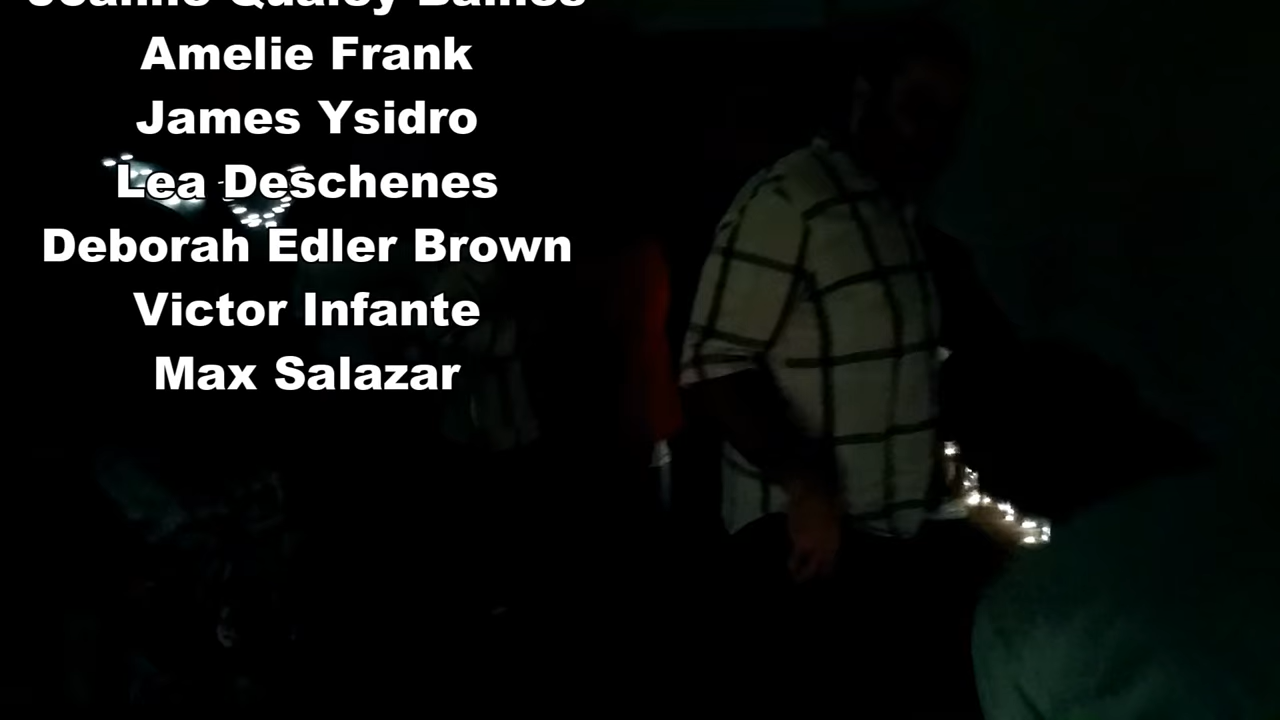 Amelie Frank
James Ysidro
Lea Deschenes
Deborah Edler Brown
Victor Infante
Max Salazar